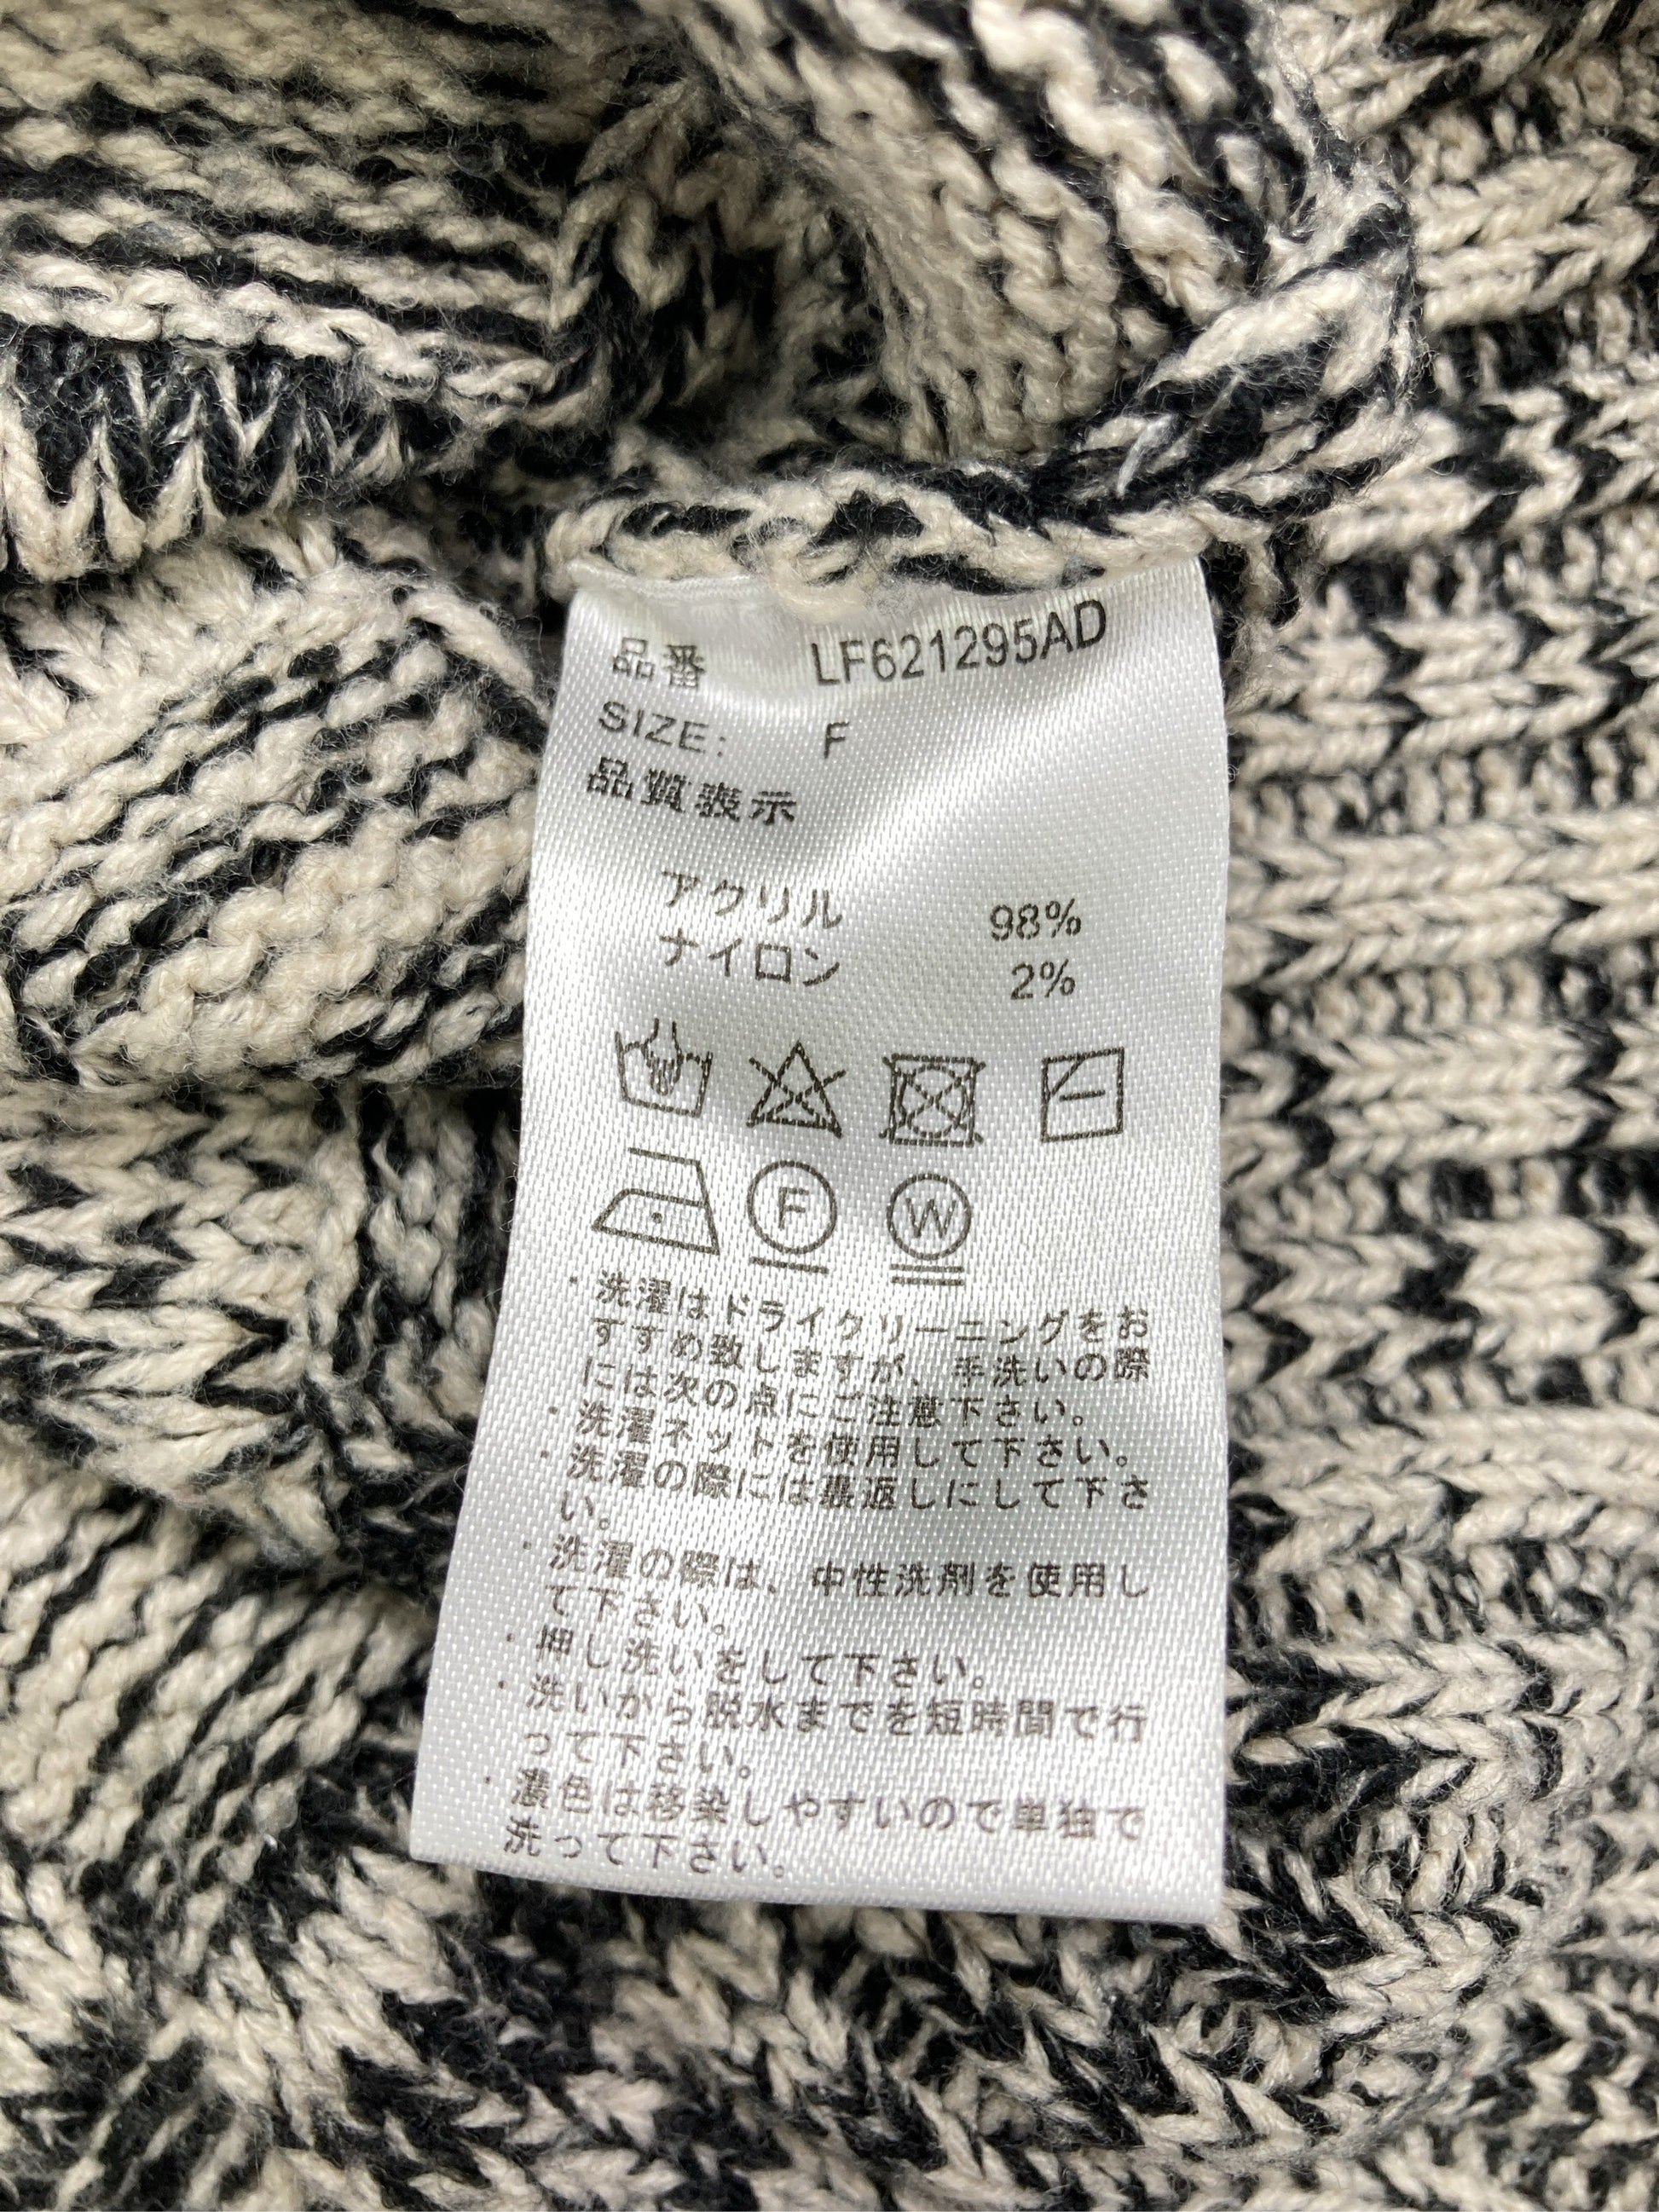 品番 LF621295AD
SIZE: F
品質表示
アクリル 98%
ナイロン 2%
F W
・洗濯はドライクリーニングをお
すすめ致しますが、手洗いの際
には次の点にご注意下さい。
・洗濯ネットを使用して下さい。
・洗濯の際には裏返しにして下さ
い。
・洗濯の際は、中性洗剤を使用し
て下さい。
・押し洗いをして下さい。
・洗いから脱水までを短時間で行
って下さい。
・濃色は移染しやすいので単独で
洗って下さい。